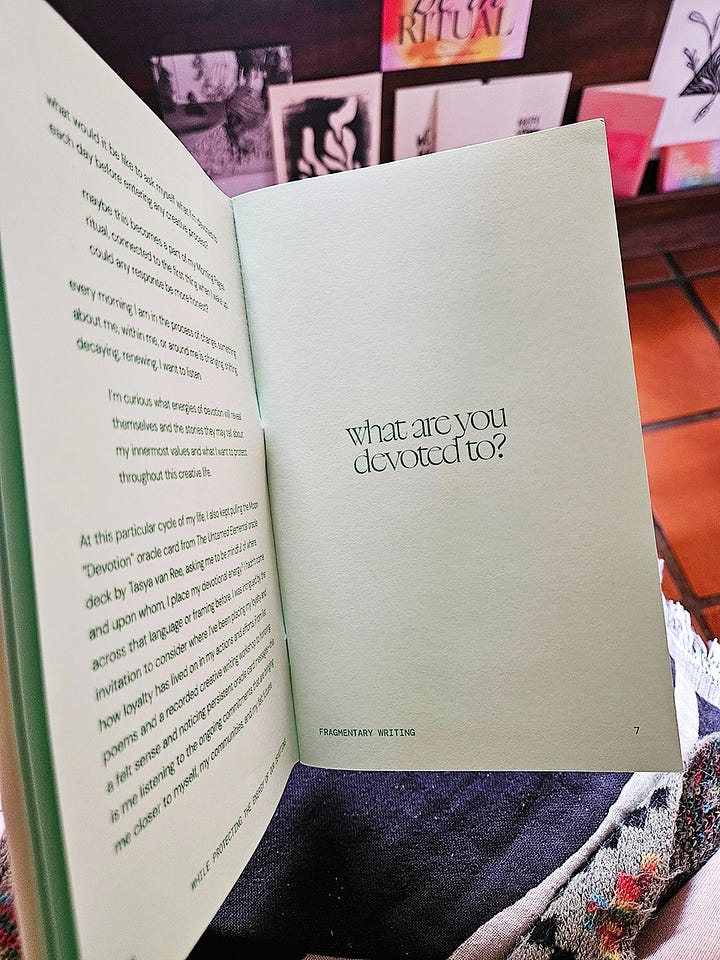 be in
RITUAL
what would it be like to ask myself what I'm devoted to
each day before entering any creative process?
maybe this becomes a part of my Morning Pages
ritual, connected to the first thing when I wake up.
could any response be more honest?
every morning I am in the process of change. something
about me, within me, or around me is changing, shifting,
decaying, renewing. I want to listen.
I'm curious what energies of devotion will reveal
themselves and the stories they may tell about
my innermost values and what I want to protect
throughout this creative life.
At this particular cycle of my life, I also kept pulling the Moon
"Devotion" oracle card from The Untamed Elemental oracle
deck by Tasya van Ree, asking me to be mindful of where,
and upon whom, I place my devotional energy. I hadn't come
across that language or framing before. I was intrigued by the
invitation to consider where I've been placing my loyalty and
how loyalty has lived on in my actions and efforts. From
poems and a recorded creative writing workshop to
a felt sense and noticing persistent oracle card messages
is me listening to the ongoing commitments that are bringing
me closer to myself, my communities, and my
WHILE PROTECTING THE ENERGY OF
what are you
devoted to?
FRAGMENTARY WRITING
7